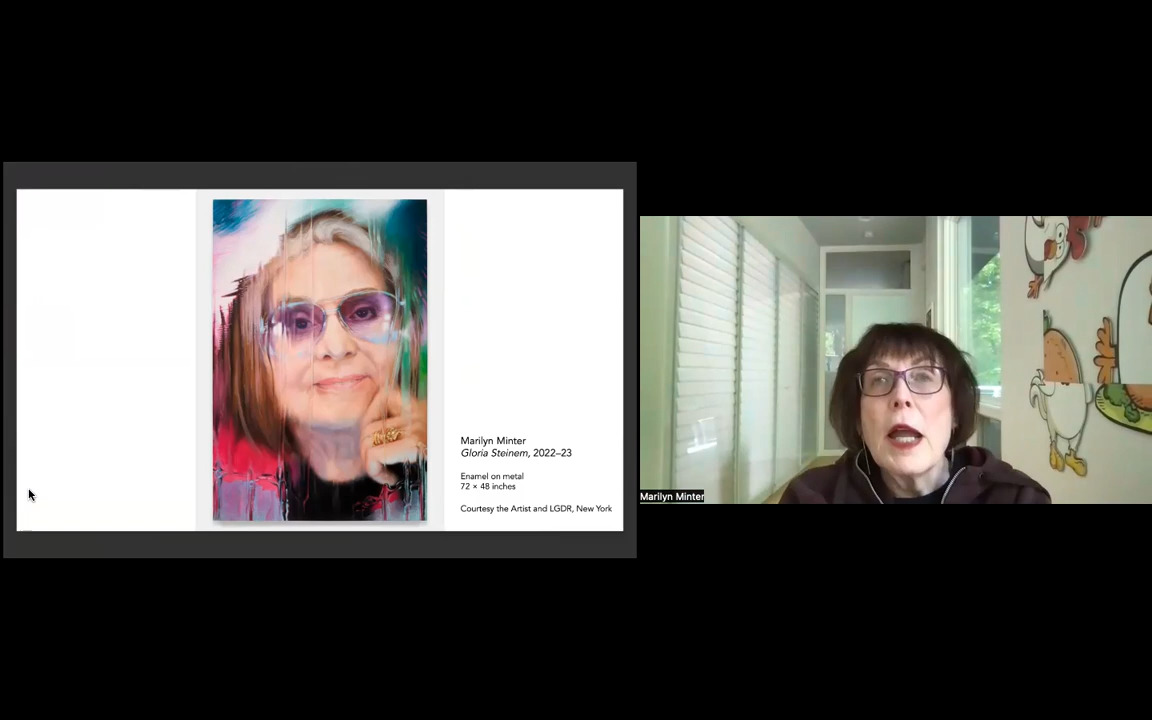 Marilyn Minter
Gloria Steinem, 2022–23
Enamel on metal
72 × 48 inches
Courtesy the Artist and LGDR, New York
Marilyn Minter